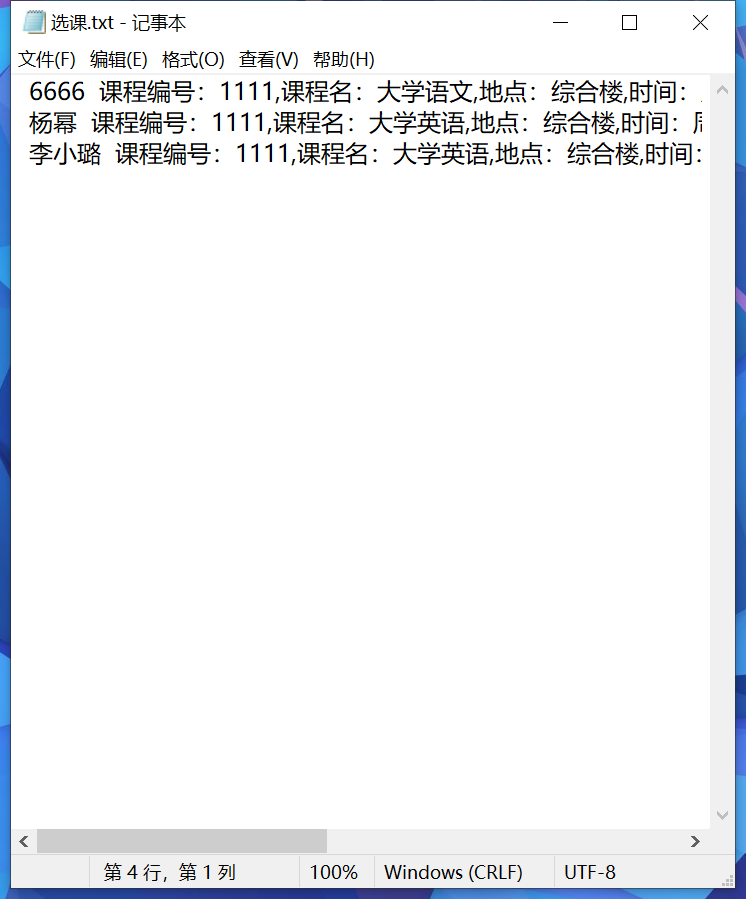 选课.txt - 记事本
文件(F) 编辑(E) 格式(O) 查看(V) 帮助(H)
6666 课程编号：1111,课程名：大学语文,地点：综合楼,时间：
杨幂 课程编号：1111,课程名：大学英语,地点：综合楼,时间：
李小璐 课程编号：1111,课程名：大学英语,地点：综合楼,时间：
第 4 行，第 1 列 100% Windows (CRLF) UTF-8